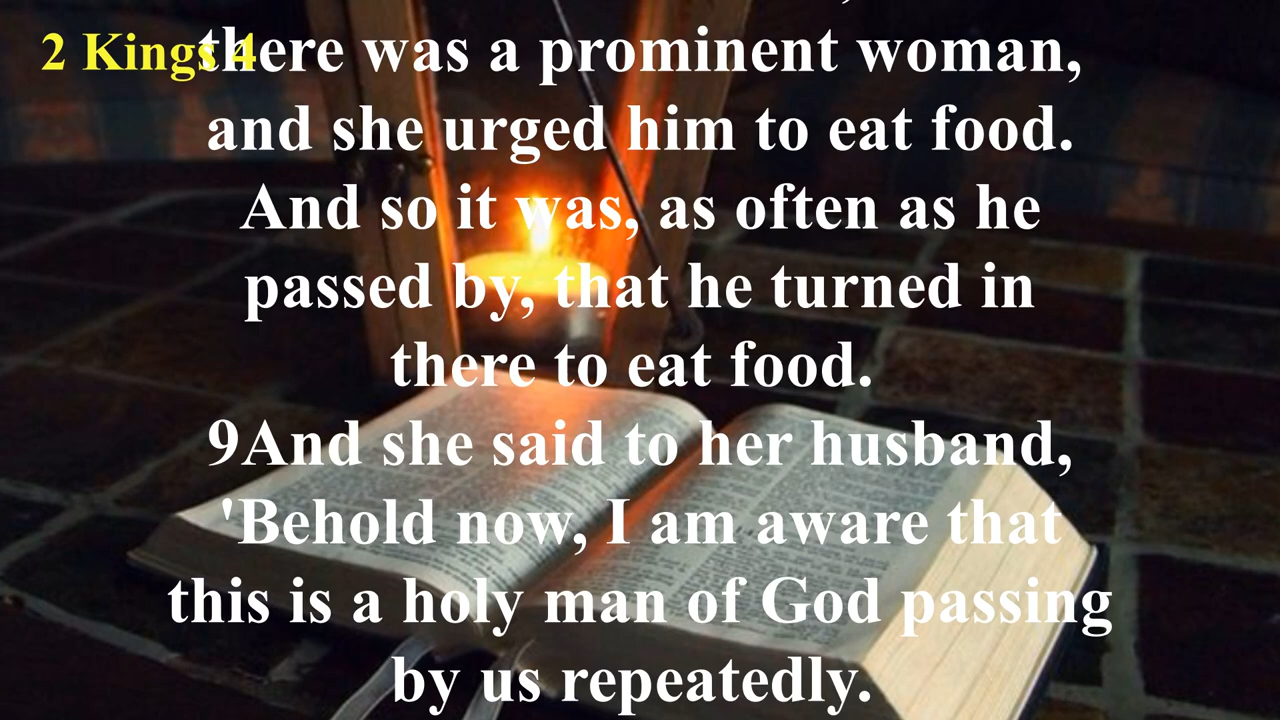 2 Kings 4
there was a prominent woman,
and she urged him to eat food.
And so it was, as often as he
passed by, that he turned in
there to eat food.
9And she said to her husband,
'Behold now, I am aware that
this is a holy man of God passing
by us repeatedly.